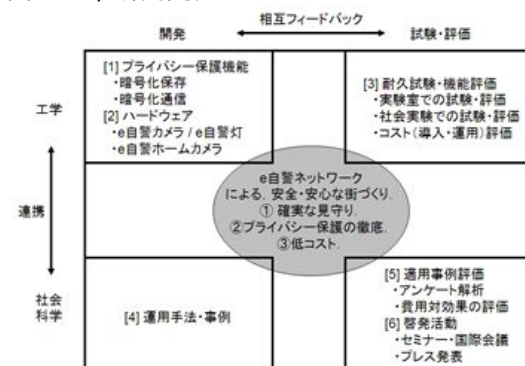 相互フィードバック
開発
試験・評価
工学
連携
社会
科学
[1] プライバシー保護機能
・暗号化保存
・暗号化通信
[2] ハードウェア
・e自警カメラ / e自警灯
・e自警ホームカメラ
[3] 耐久試験・機能評価
・実験室での試験・評価
・社会実験での試験・評価
・コスト(導入・運用)評価
e自警ネットワーク
による, 安全・安心な街づくり.
① 確実な見守り.
②プライバシー保護の徹底.
③低コスト.
[4] 運用手法・事例
[5] 適用事例評価
・アンケート解析
・費用対効果の評価
[6] 啓発活動
・セミナー・国際会議
・プレス発表